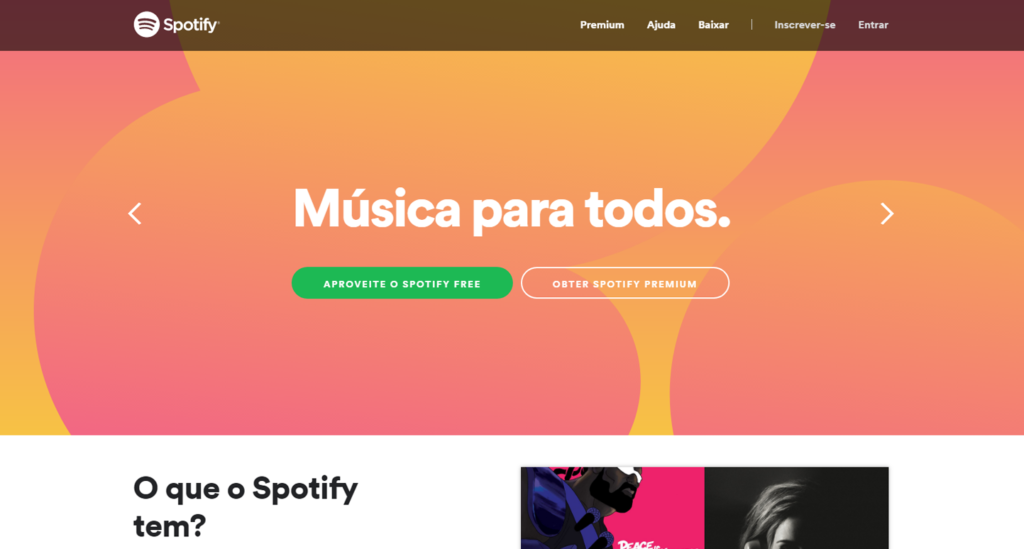 Spotify
Premium Ajuda Baixar | Inscrever-se Entrar
Música para todos.
APROVEITE O SPOTIFY FREE
OBTER SPOTIFY PREMIUM
O que o Spotify
tem?
PEACE IS